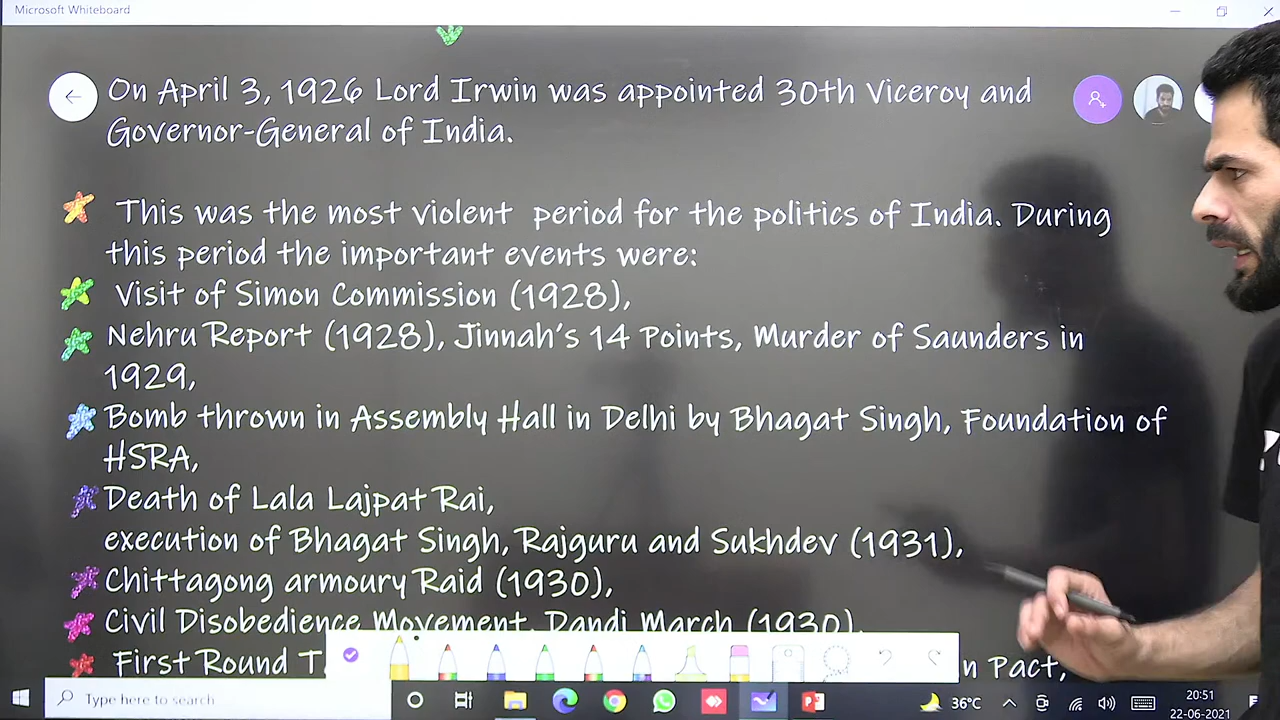 Microsoft Whiteboard
On April 3, 1926 Lord Irwin was appointed 30th Viceroy and
Governor-General of India.
This was the most violent period for the politics of India. During
this period the important events were:
Visit of Simon Commission (1928),
Nehru Report (1928), Jinnah's 14 Points, Murder of Saunders in
1929,
Bomb thrown in Assembly Hall in Delhi by Bhagat Singh, Foundation of
HSRA,
Death of Lala Lajpat Rai,
execution of Bhagat Singh, Rajguru and Sukhdev (1931),
Chittagong armoury Raid (1930),
Civil Disobedience Movement, Dandi March (1930),
First Round Pact,
Type here to search
36°C
20:51
22-06-2021